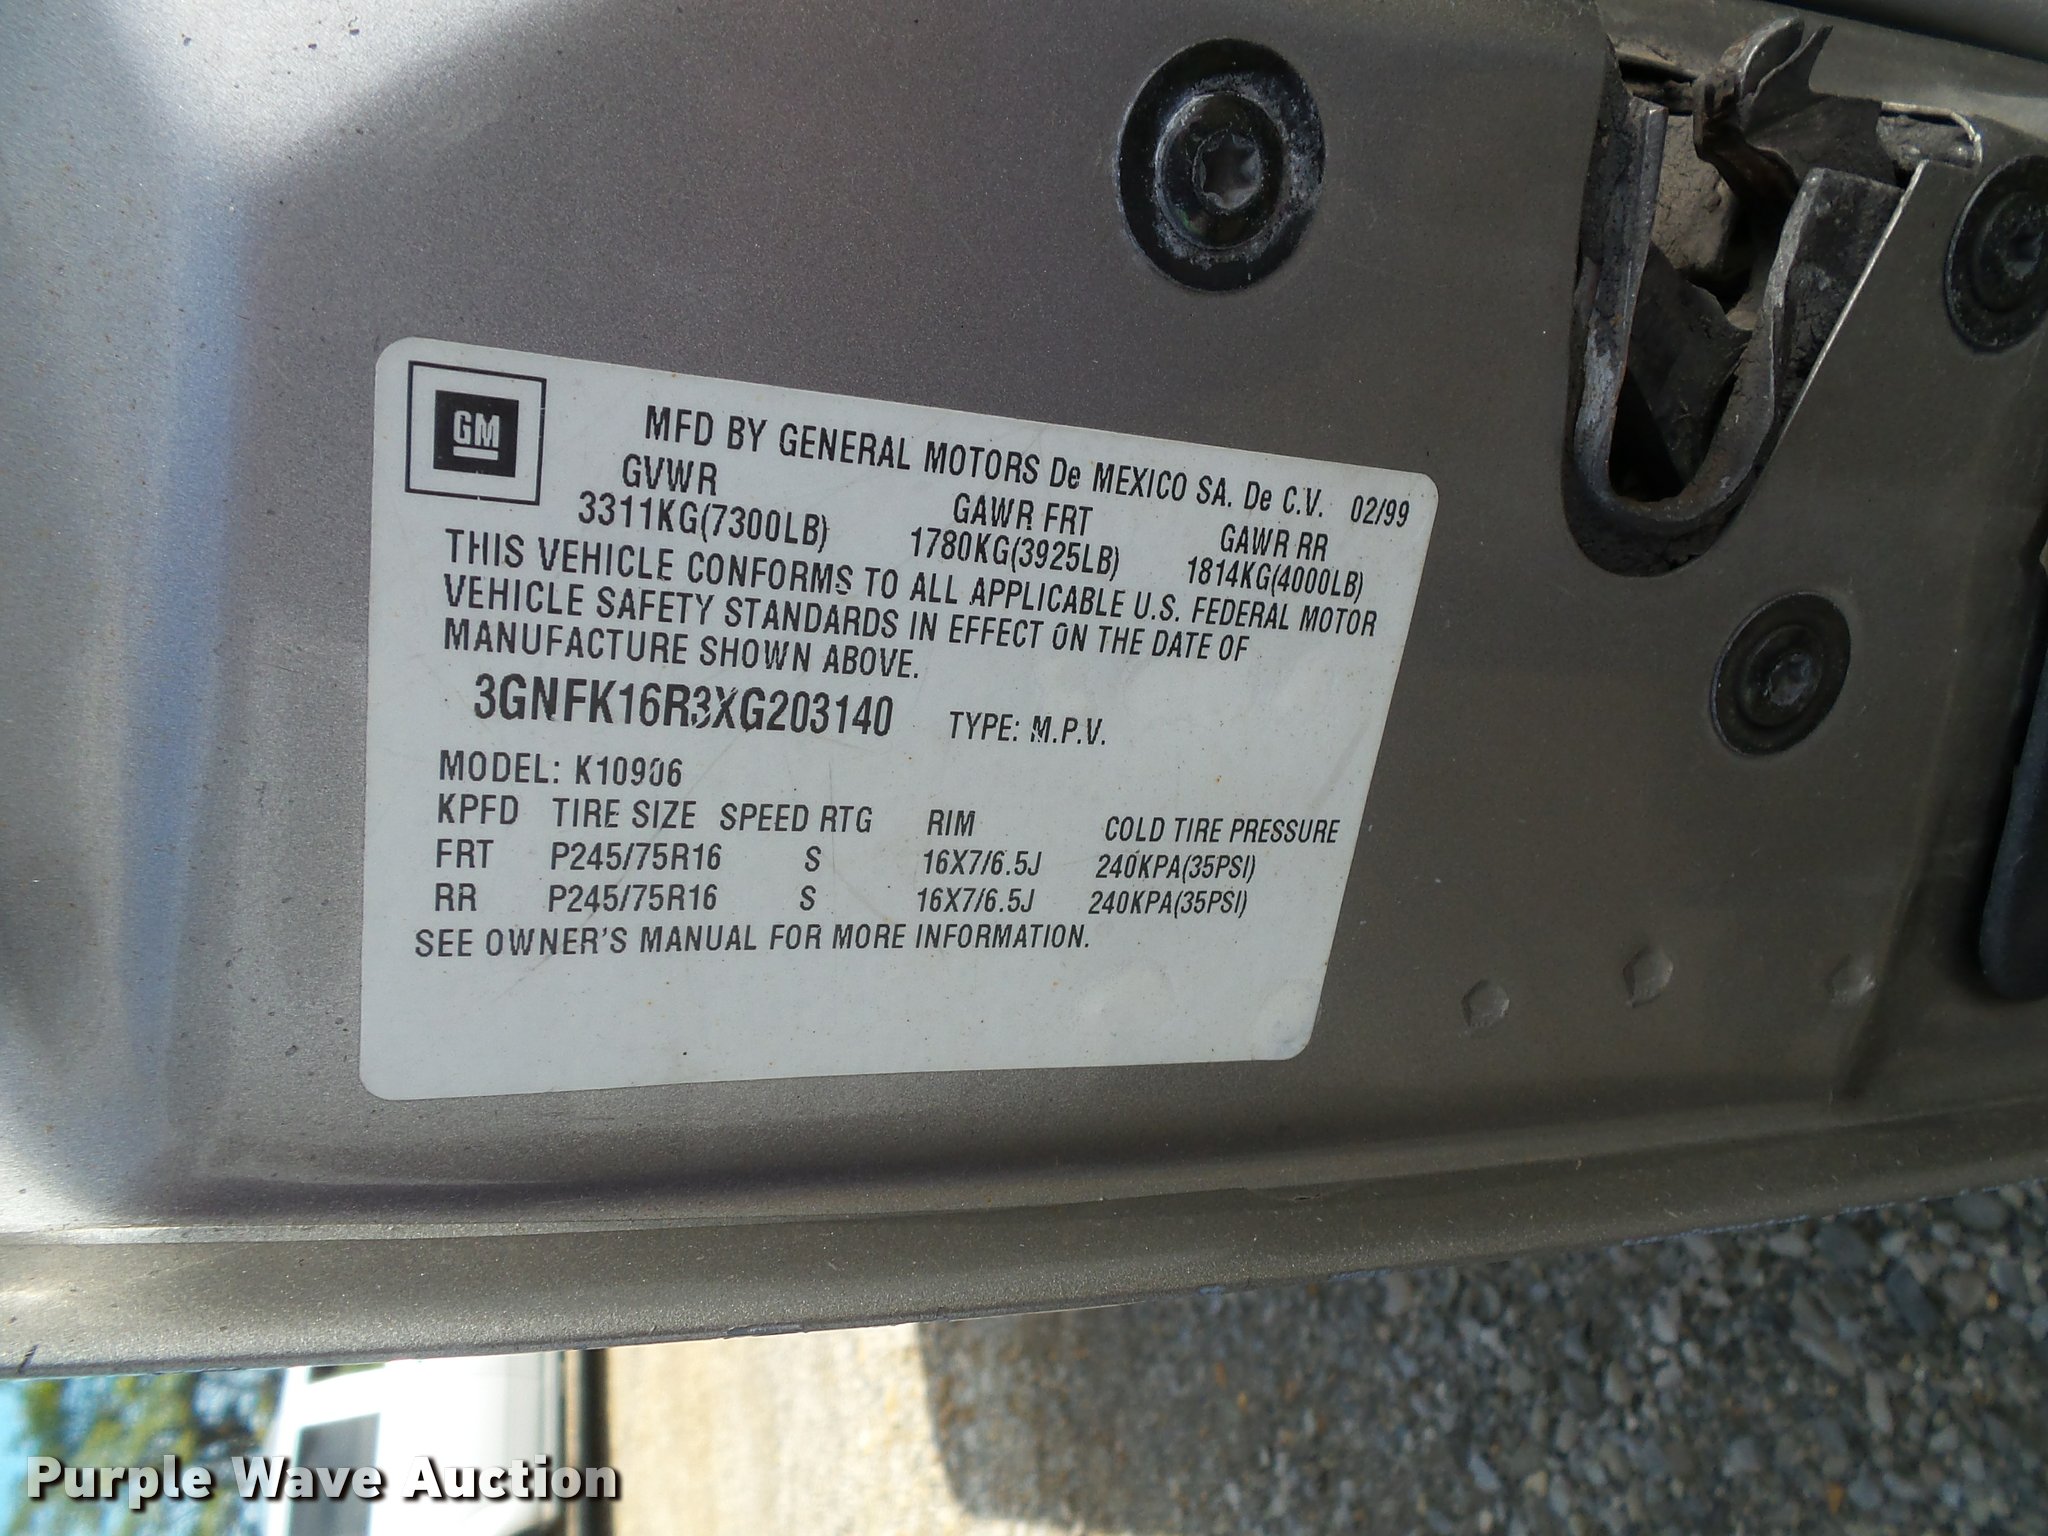 GM
MFD BY GENERAL MOTORS De MEXICO SA. De C.V. 02/99
GVWR GAWR FRT GAWR RR
3311KG(7300LB) 1780KG(3925LB) 1814KG(4000LB)
THIS VEHICLE CONFORMS TO ALL APPLICABLE U.S. FEDERAL MOTOR
VEHICLE SAFETY STANDARDS IN EFFECT ON THE DATE OF
MANUFACTURE SHOWN ABOVE.
3GNFK16R3XG203140 TYPE: M.P.V.
MODEL: K10906
KPFD TIRE SIZE SPEED RTG RIM COLD TIRE PRESSURE
FRT P245/75R16 S 16X7/6.5J 240KPA(35PSI)
RR P245/75R16 S 16X7/6.5J 240KPA(35PSI)
SEE OWNER'S MANUAL FOR MORE INFORMATION.
Purple Wave Auction